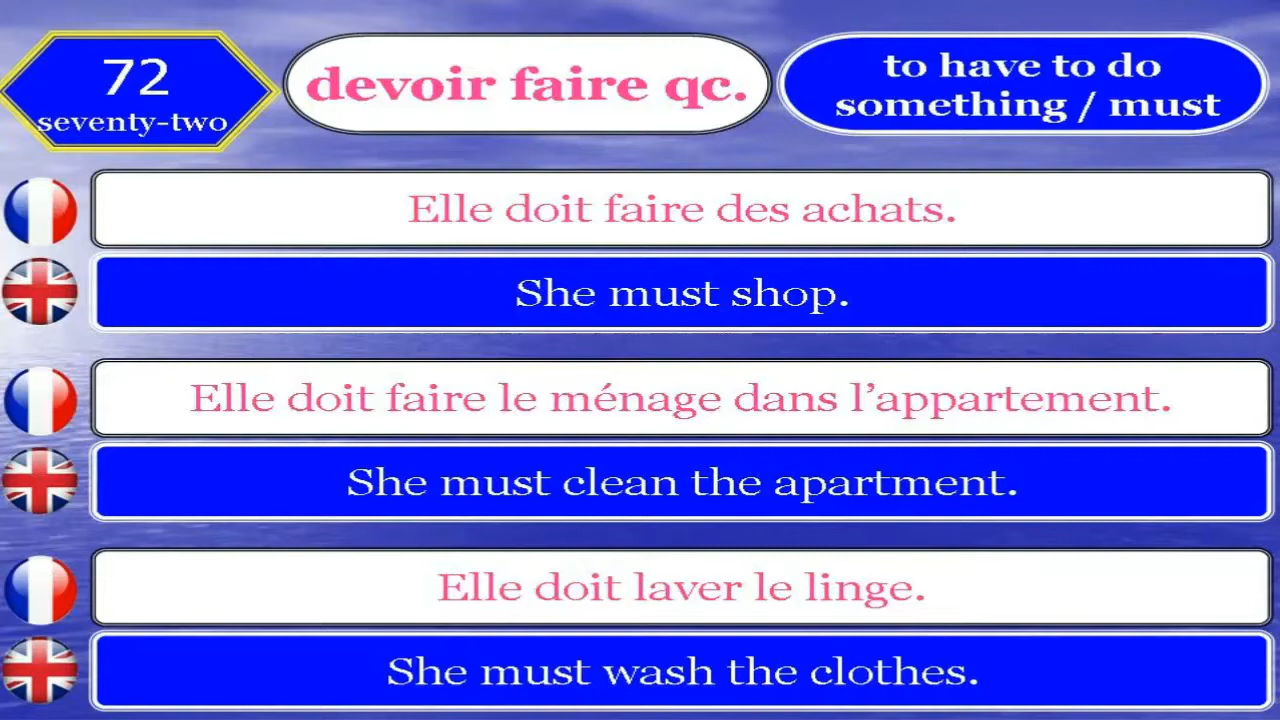 72
seventy-two
devoir faire qc.
to have to do
something / must
Elle doit faire des achats.
She must shop.
Elle doit faire le ménage dans l’appartement.
She must clean the apartment.
Elle doit laver le linge.
She must wash the clothes.